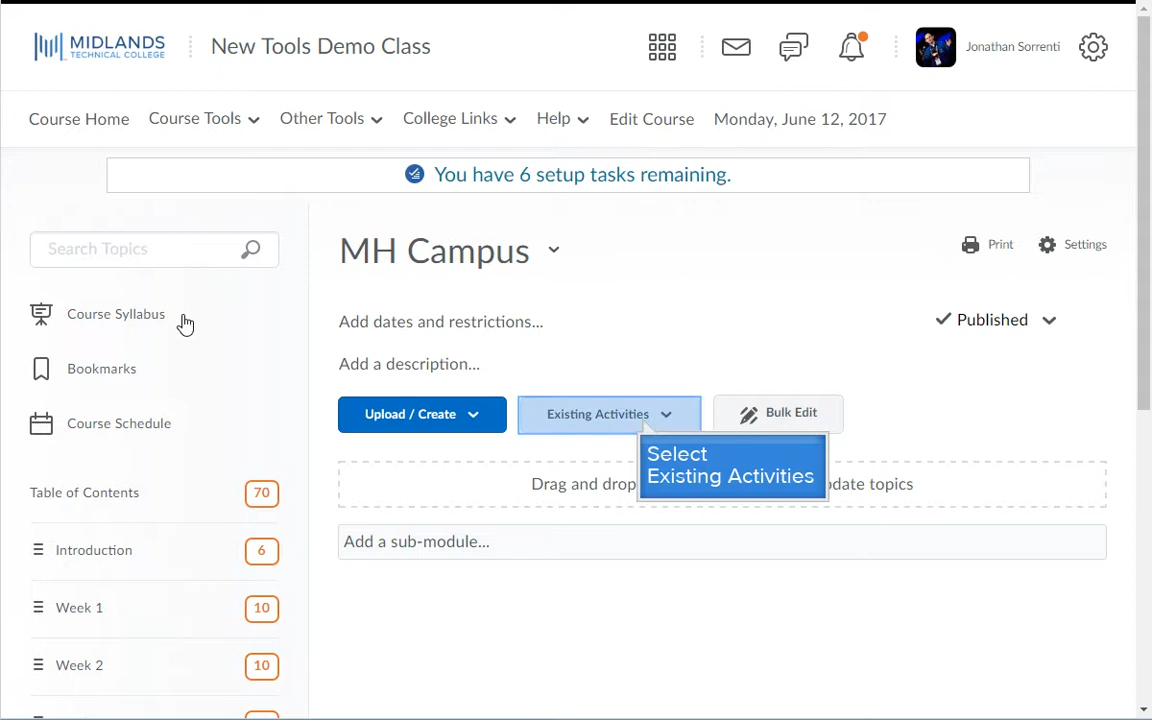 MIDLANDS
TECHNICAL COLLEGE
New Tools Demo Class
Jonathan Sorrenti
Course Home
Course Tools
Other Tools
College Links
Help
Edit Course
Monday, June 12, 2017
You have 6 setup tasks remaining.
Search Topics
Course Syllabus
Bookmarks
Course Schedule
Table of Contents 70
Introduction 6
Week 1 10
Week 2 10
MH Campus
Print
Settings
Add dates and restrictions...
Published
Add a description...
Upload / Create
Existing Activities
Bulk Edit
Select
Existing Activities
Drag and drop date topics
Add a sub-module...